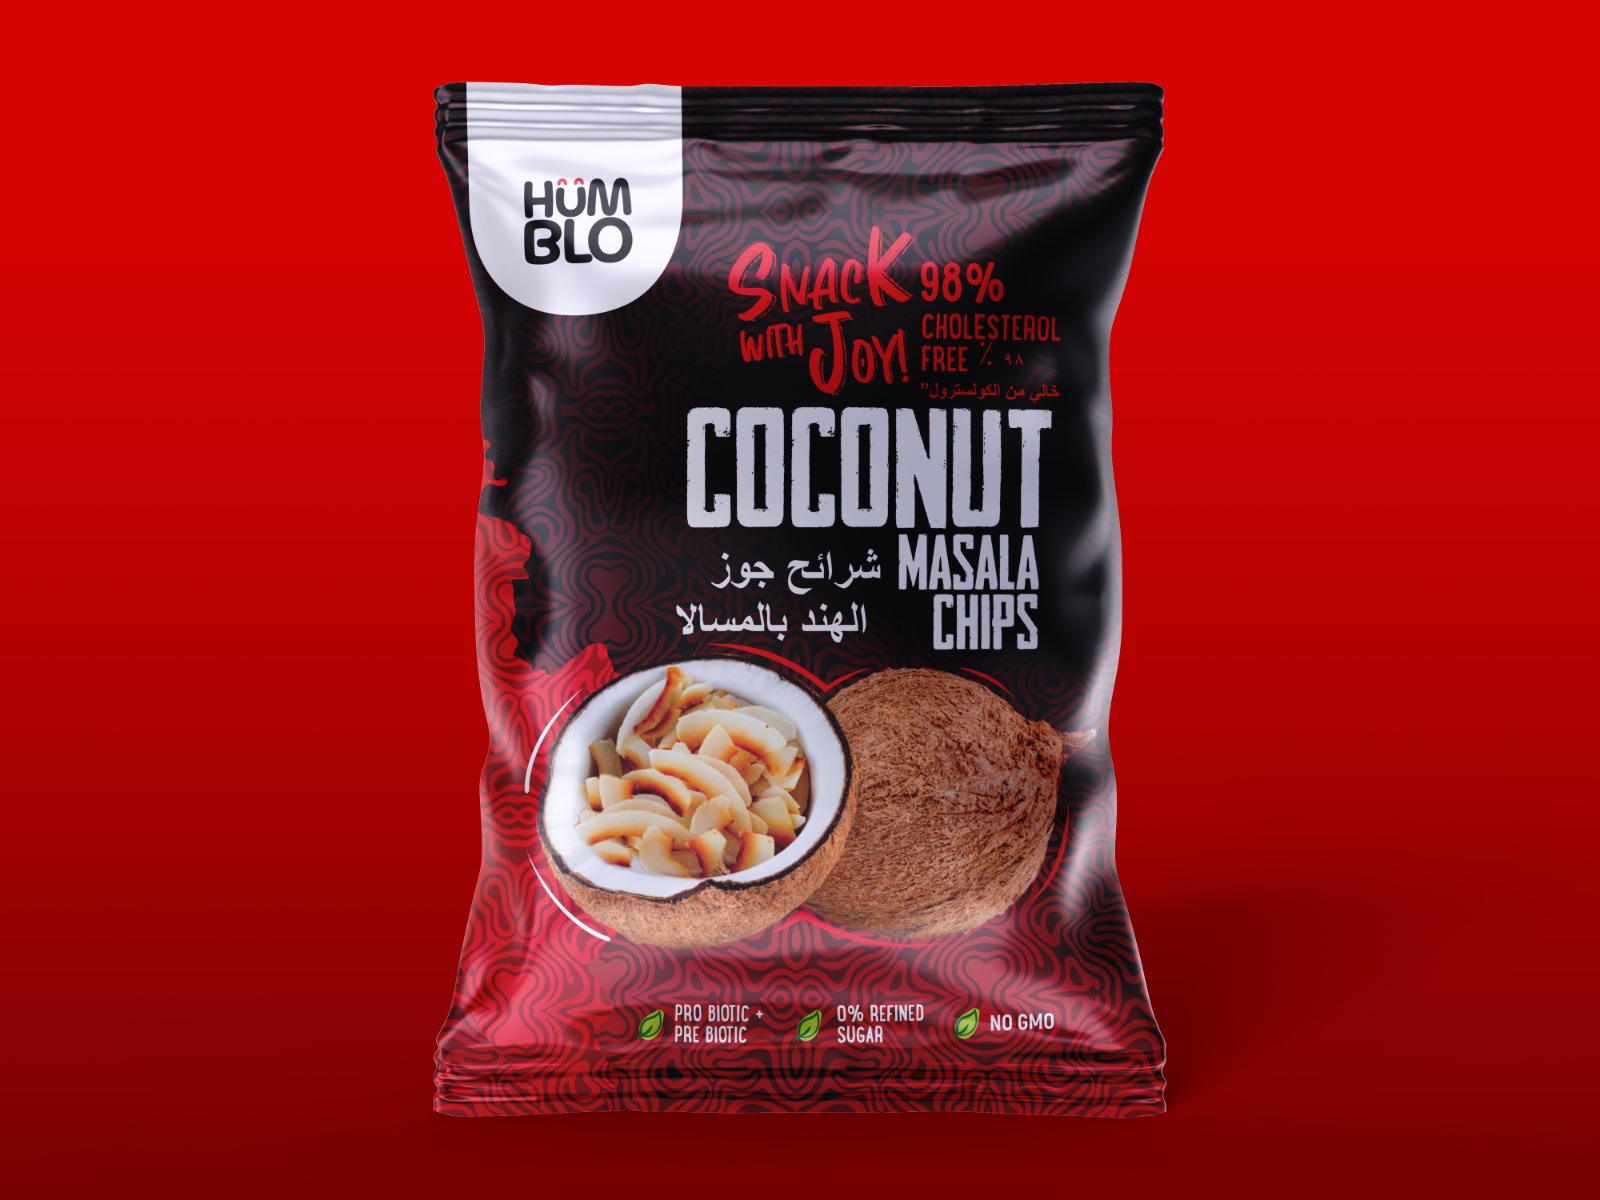 HÜM
BLO
SNACK
WITH JOY!
98%
CHOLESTEROL
FREE ٪ ٩٨
خالي من الكولسترول"
COCONUT
MASALA
CHIPS
شرائح جوز
الهند بالمسالا
PRO BIOTIC +
PRE BIOTIC
0% REFINED
SUGAR
NO GMO